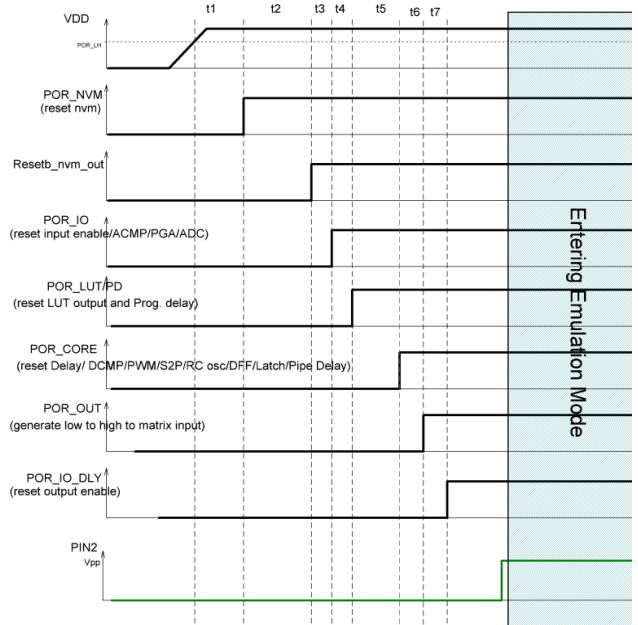 t1 t2 t3 t4 t5 t6 t7
VDD
POR_LH
POR_NVM
(reset nvm)
Resetb_nvm_out
POR_IO
(reset input enable/ACMP/PGA/ADC)
POR_LUT/PD
(reset LUT output and Prog. delay)
POR_CORE
(reset Delay/ DCMP/PWM/S2P/RC osc/DFF/Latch/Pipe Delay)
POR_OUT
(generate low to high to matrix input)
POR_IO_DLY
(reset output enable)
PIN2
Vpp
Entering Emulation Mode